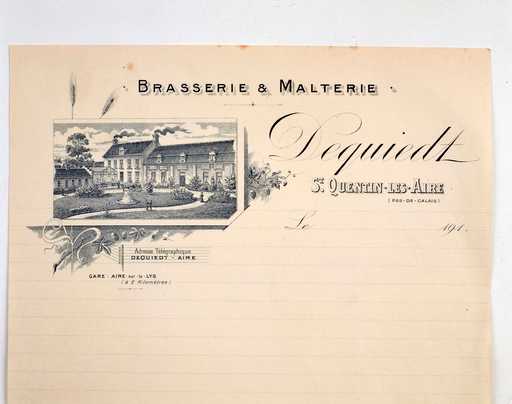 BRASSERIE & MALTERIE
Dequiedt
ST QUENTIN-LES-AIRE
(PAS-DE-CALAIS)
Le 191 .
Adresse Télégraphique
DEQUIEDT - AIRE
GARE - AIRE-sur-la-LYS
(à 2 Kilomètres)